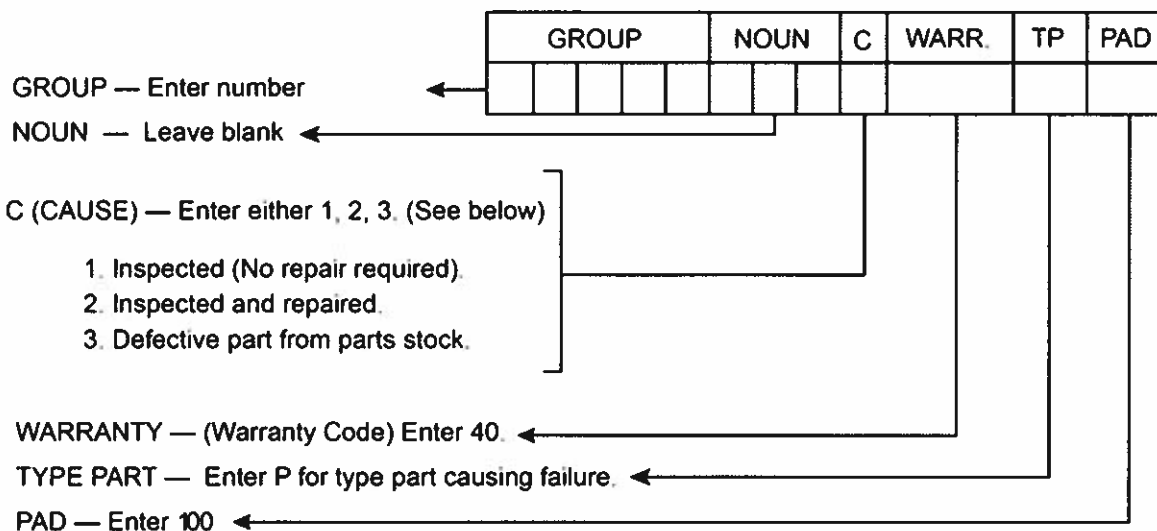 GROUP NOUN C WARR. TP PAD
GROUP — Enter number
NOUN — Leave blank
C (CAUSE) — Enter either 1, 2, 3. (See below)
1. Inspected (No repair required).
2. Inspected and repaired.
3. Defective part from parts stock.
WARRANTY — (Warranty Code) Enter 40.
TYPE PART — Enter P for type part causing failure.
PAD — Enter 100